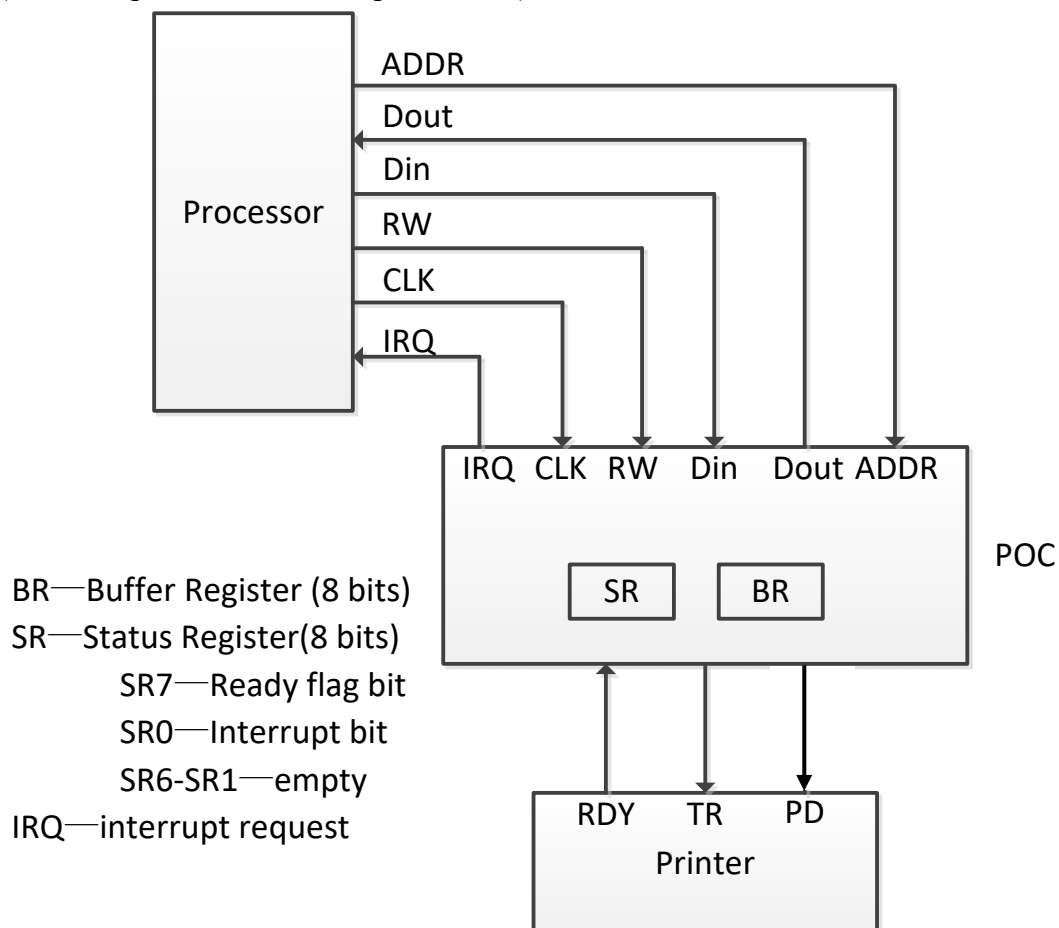 ADDR
Dout
Din
Processor
RW
CLK
IRQ
IRQ CLK RW Din Dout ADDR
POC
SR BR
BR—Buffer Register (8 bits)
SR—Status Register(8 bits)
SR7—Ready flag bit
SR0—Interrupt bit
SR6-SR1—empty
IRQ—interrupt request
RDY TR PD
Printer